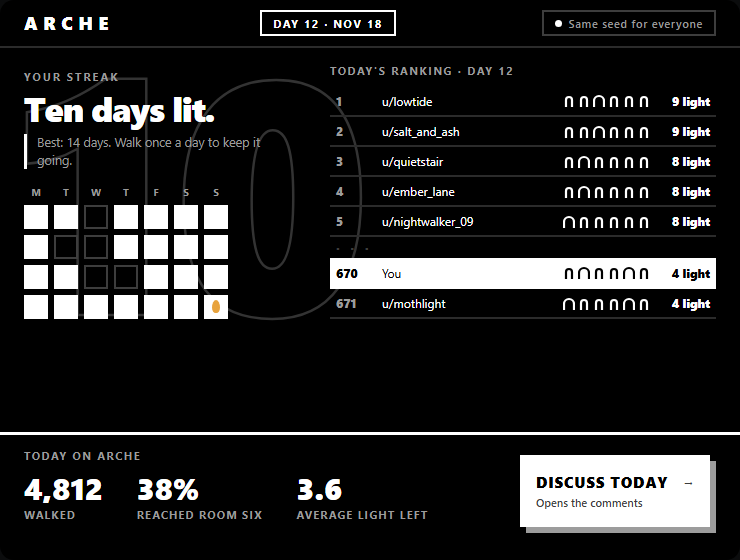 ARCHE
DAY 12 · NOV 18
Same seed for everyone
YOUR STREAK
10
Ten days lit.
Best: 14 days. Walk once a day to keep it
going.
M T W T F S S
TODAY'S RANKING · DAY 12
1 u/lowtide 9 light
2 u/salt_and_ash 9 light
3 u/quietstair 8 light
4 u/ember_lane 8 light
5 u/nightwalker_09 8 light
· · ·
670 You 4 light
671 u/mothlight 4 light
TODAY ON ARCHE
4,812 38% 3.6
WALKED REACHED ROOM SIX AVERAGE LIGHT LEFT
DISCUSS TODAY →
Opens the comments